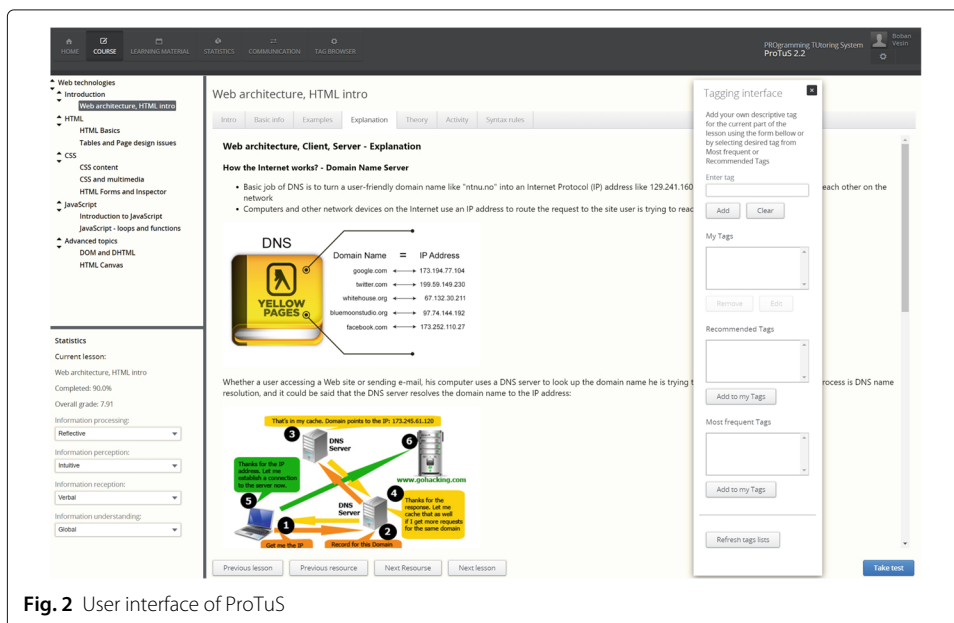 HOME
COURSE
LEARNING MATERIAL
STATISTICS
COMMUNICATION
TAG BROWSER
PROgramming TUtoring System
ProTuS 2.2
Boban
Vesin
Web technologies
Introduction
Web architecture, HTML intro
HTML
HTML Basics
Tables and Page design issues
CSS
CSS content
CSS and multimedia
HTML Forms and Inspector
JavaScript
Introduction to JavaScript
JavaScript - loops and functions
Advanced topics
DOM and DHTML
HTML Canvas
Statistics
Current lesson:
Web architecture, HTML intro
Completed: 90.0%
Overall grade: 7.91
Information processing:
Reflective
Information perception:
Intuitive
Information reception:
Verbal
Information understanding:
Global
Web architecture, HTML intro
Intro
Basic info
Examples
Explanation
Theory
Activity
Syntax rules
Web architecture, Client, Server - Explanation
How the Internet works? - Domain Name Server
• Basic job of DNS is to turn a user-friendly domain name like "ntnu.no" into an Internet Protocol (IP) address like 129.241.160 each other on the
network
• Computers and other network devices on the Internet use an IP address to route the request to the site user is trying to reac
DNS
YELLOW
PAGES
Domain Name = IP Address
google.com 173.194.77.104
twitter.com 199.59.149.230
whitehouse.org 67.132.30.211
bluemoonstudio.org 97.74.144.192
facebook.com 173.252.110.27
Whether a user accessing a Web site or sending e-mail, his computer uses a DNS server to look up the domain name he is trying t rocess is DNS name
resolution, and it could be said that the DNS server resolves the domain name to the IP address:
That's in my cache. Domain points to the IP: 173.245.61.120
3
DNS
Server
6
www.gohacking.com
Thanks for the IP
address. Let me
establish a connection
to the server now.
5
4
Thanks for the
response. Let me
cache that as well
if I get more requests
for the same domain
DNS
Server
1
2
Get me the IP
Record for this Domain
Previous lesson
Previous resource
Next Resourse
Next lesson
Take test
Tagging interface
Add your own descriptive tag
for the current part of the
lesson using the form bellow or
by selecting desired tag from
Most frequent or
Recommended Tags
Enter tag
Add
Clear
My Tags
Remove
Edit
Recommended Tags
Add to my Tags
Most frequent Tags
Add to my Tags
Refresh tags lists
Fig. 2 User interface of ProTuS